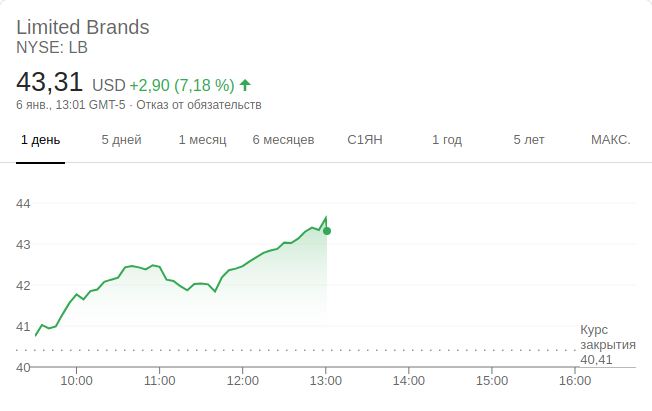 Limited Brands
NYSE: LB
43,31 USD +2,90 (7,18 %)
6 янв., 13:01 GMT-5 · Отказ от обязательств
1 день 5 дней 1 месяц 6 месяцев С1ЯН 1 год 5 лет МАКС.
44
43
42
41
40
Курс
закрытия
40,41
10:00 11:00 12:00 13:00 14:00 15:00 16:00